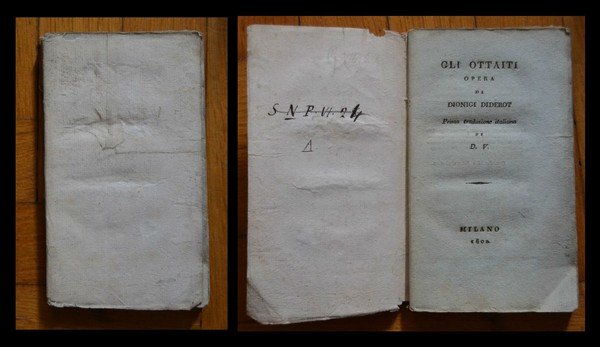 S N P
GLI OTTAITI
OPERA
DI
DIONIGI DIDEROT
Prima traduzione italiana
DI
D. V.
MILANO
1802